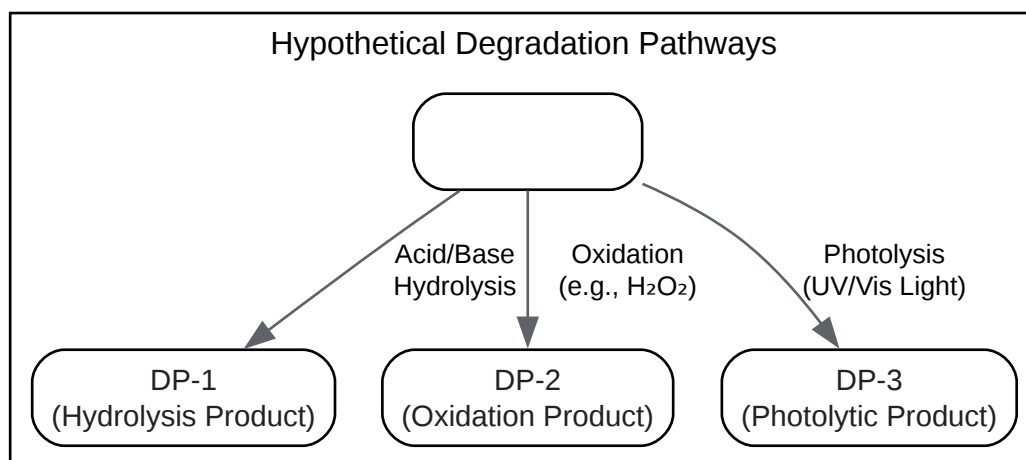 Hypothetical Degradation Pathways
Acid/Base
Hydrolysis
Oxidation
(e.g., H₂O₂)
Photolysis
(UV/Vis Light)
DP-1
(Hydrolysis Product)
DP-2
(Oxidation Product)
DP-3
(Photolytic Product)